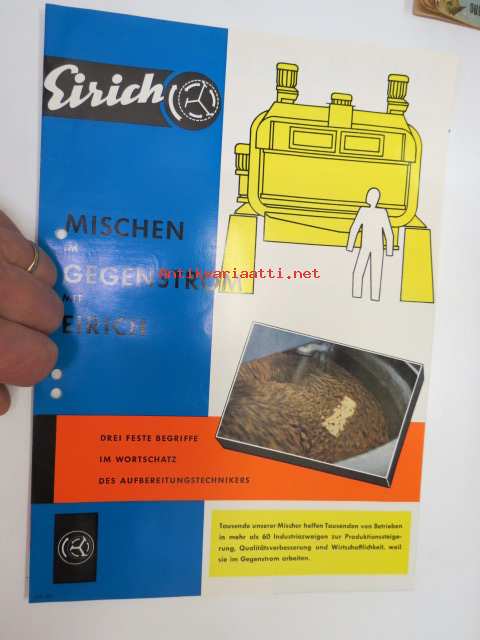 Eirich
MISCHEN
IM
GEGENSTROM
MIT
EIRICH
Antikvariaatti.net
DREI FESTE BEGRIFFE
IM WORTSCHATZ
DES AUFBEREITUNGSTECHNIKERS
Tausende unserer Mischer helfen Tausenden von Betrieben
in mehr als 60 Industriezweigen zur Produktionssteige-
rung, Qualitätsverbesserung und Wirtschaftlichkeit, weil
sie im Gegenstrom arbeiten.